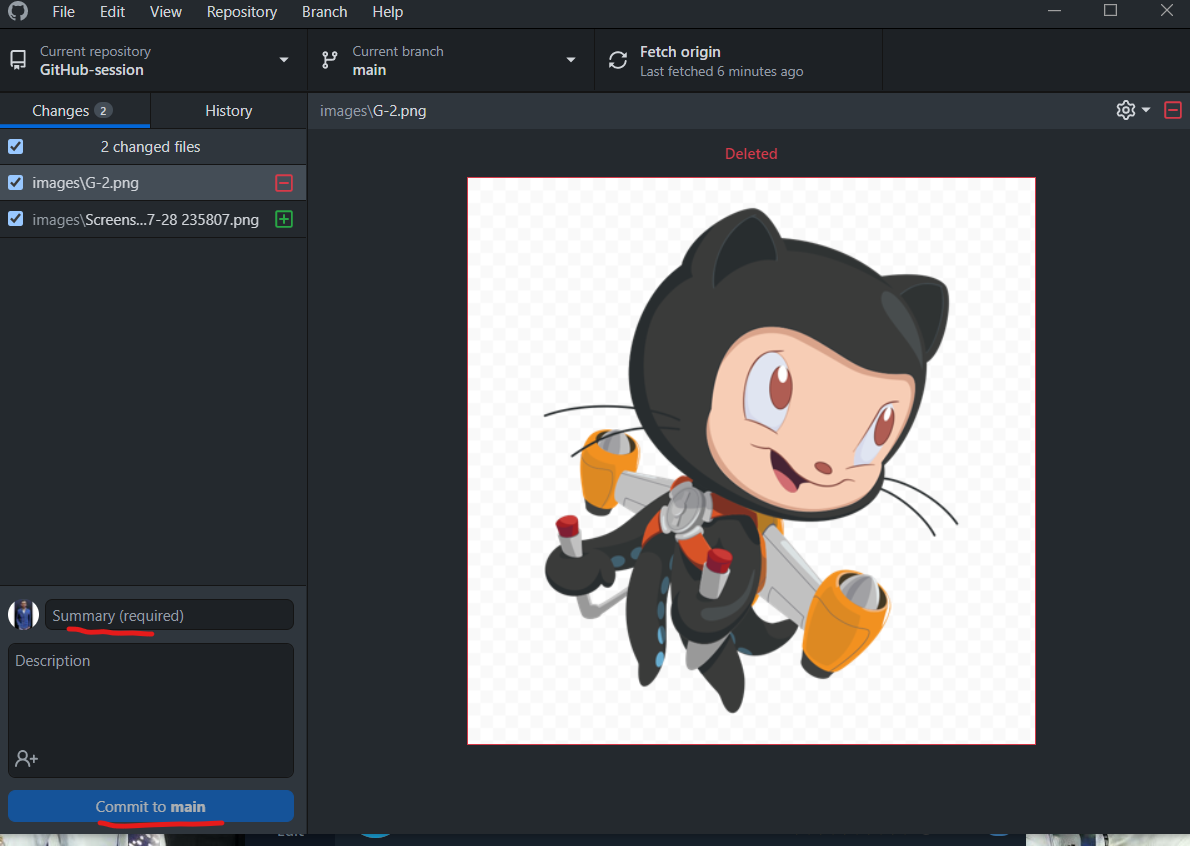 File Edit View Repository Branch Help
Current repository
GitHub-session
Current branch
main
Fetch origin
Last fetched 6 minutes ago
Changes 2
History
images\G-2.png
2 changed files
Deleted
images\G-2.png
images\Screens...7-28 235807.png
Summary (required)
Description
Commit to main